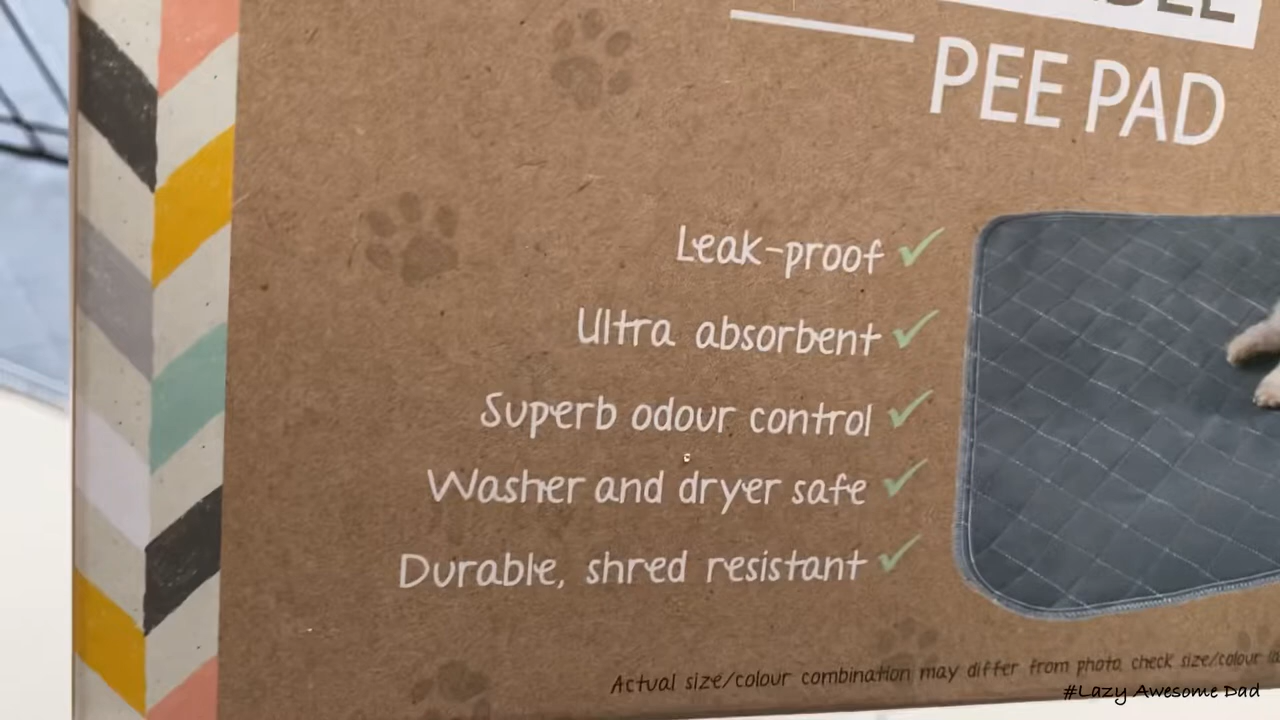 PEE PAD
Leak-proof
Ultra absorbent
Superb odour control
Washer and dryer safe
Durable, shred resistant
Actual size/colour combination may differ from photo, check size/colour
#Lazy Awesome Dad